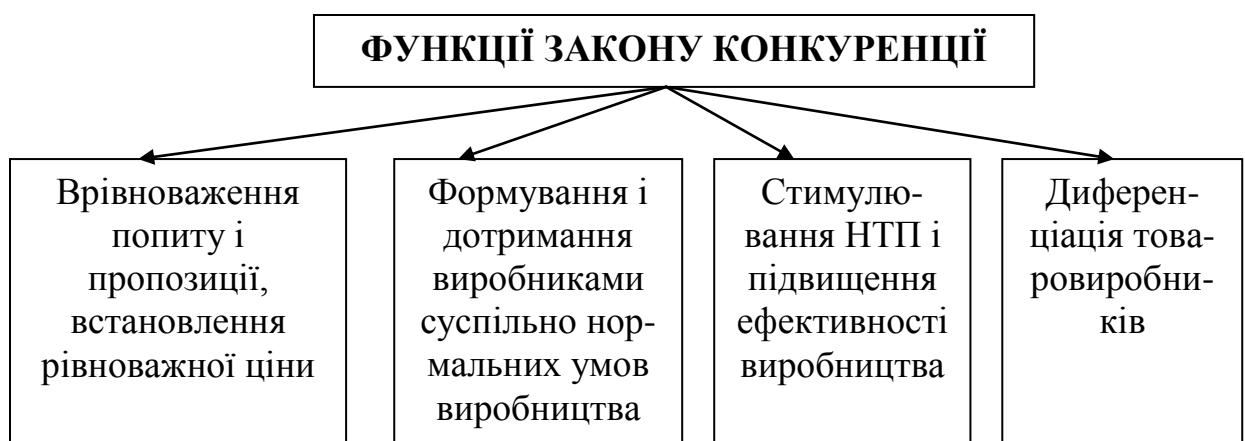 ФУНКЦІЇ ЗАКОНУ КОНКУРЕНЦІЇ
Врівноваження
попиту і
пропозиції,
встановлення
рівноважної ціни
Формування і
дотримання
виробниками
суспільно нор-
мальних умов
виробництва
Стимулю-
вання НТП і
підвищення
ефективності
виробництва
Диферен-
ціація това-
ровиробни-
ків